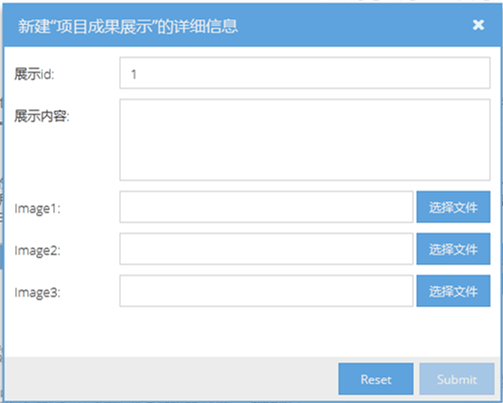 新建“项目成果展示”的详细信息 ×
展示id: 1
展示内容:
Image1: 选择文件
Image2: 选择文件
Image3: 选择文件
Reset Submit